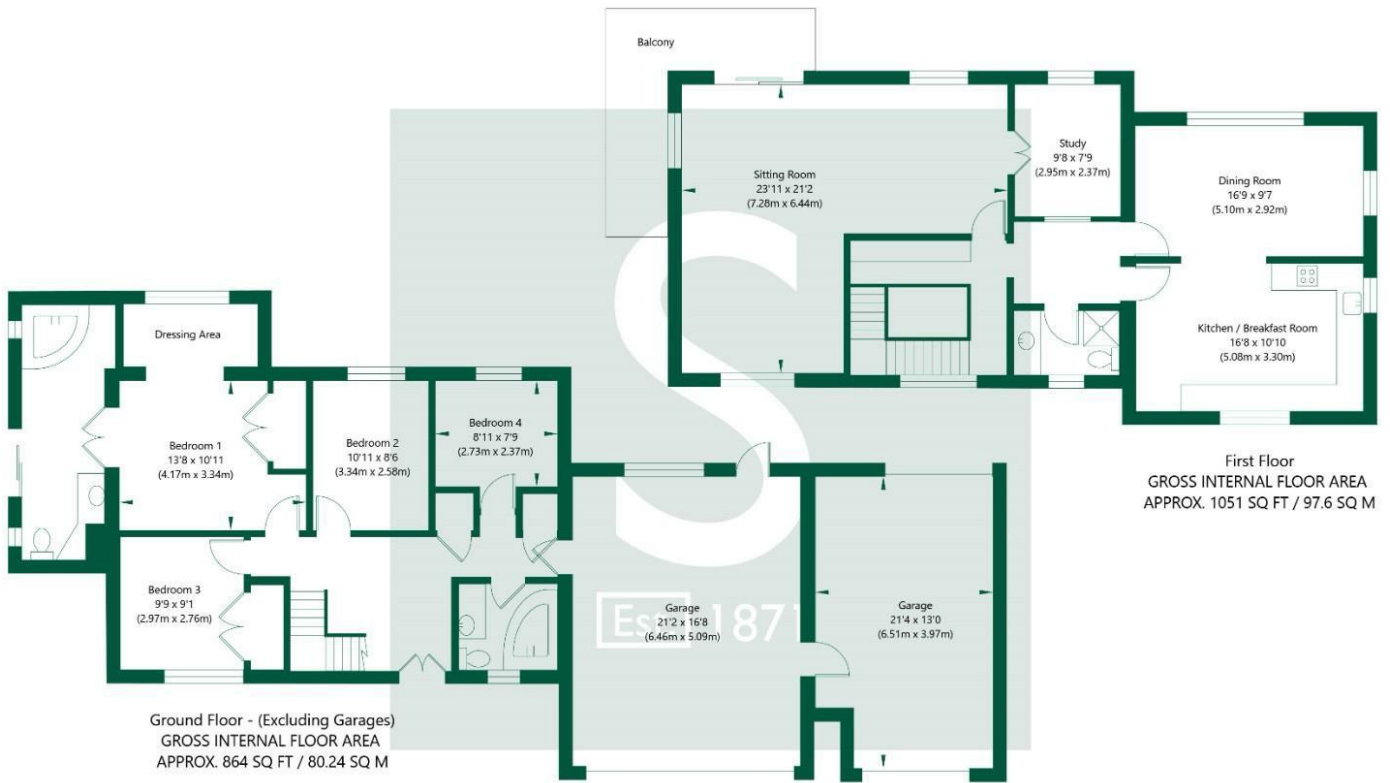 Balcony
Sitting Room
23'11 x 21'2
(7.28m x 6.44m)
Study
9'8 x 7'9
(2.95m x 2.37m)
Dining Room
16'9 x 9'7
(5.10m x 2.92m)
Kitchen / Breakfast Room
16'8 x 10'10
(5.08m x 3.30m)
First Floor
GROSS INTERNAL FLOOR AREA
APPROX. 1051 SQ FT / 97.6 SQ M
Dressing Area
Bedroom 1
13'8 x 10'11
(4.17m x 3.34m)
Bedroom 2
10'11 x 8'6
(3.34m x 2.58m)
Bedroom 4
8'11 x 7'9
(2.73m x 2.37m)
Bedroom 3
9'9 x 9'1
(2.97m x 2.76m)
Garage
21'2 x 16'8
(6.46m x 5.09m)
Garage
21'4 x 13'0
(6.51m x 3.97m)
S
Est 1871
Ground Floor - (Excluding Garages)
GROSS INTERNAL FLOOR AREA
APPROX. 864 SQ FT / 80.24 SQ M